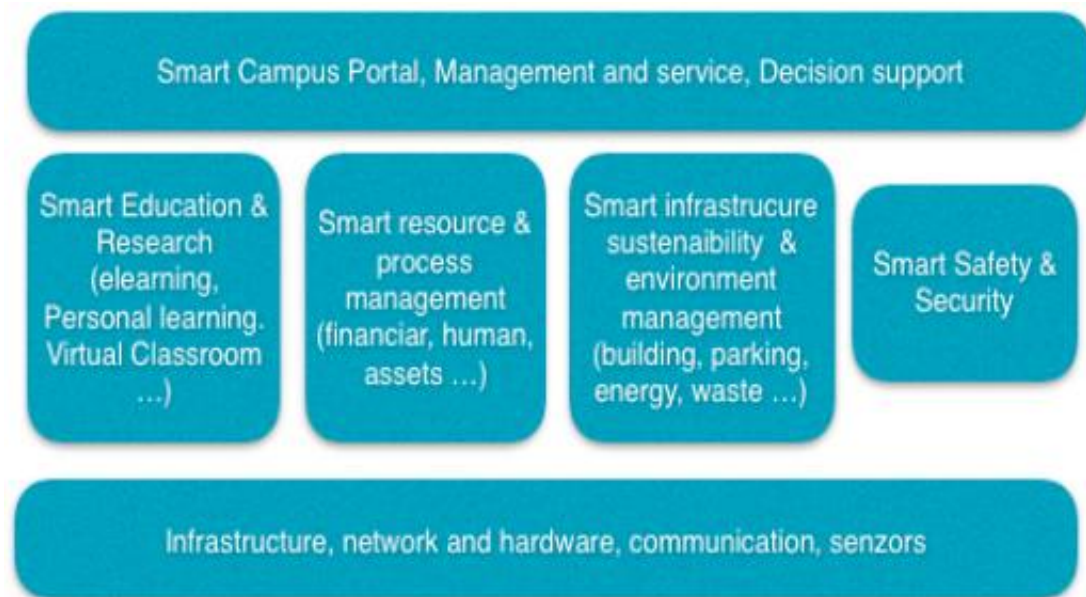 Smart Campus Portal, Management and service, Decision support
Smart Education &
Research
(elearning,
Personal learning.
Virtual Classroom
...)
Smart resource &
process
management
(financiar, human,
assets ...)
Smart infrastrucure
sustenaibility &
environment
management
(building, parking,
energy, waste ...)
Smart Safety &
Security
Infrastructure, network and hardware, communication, senzors